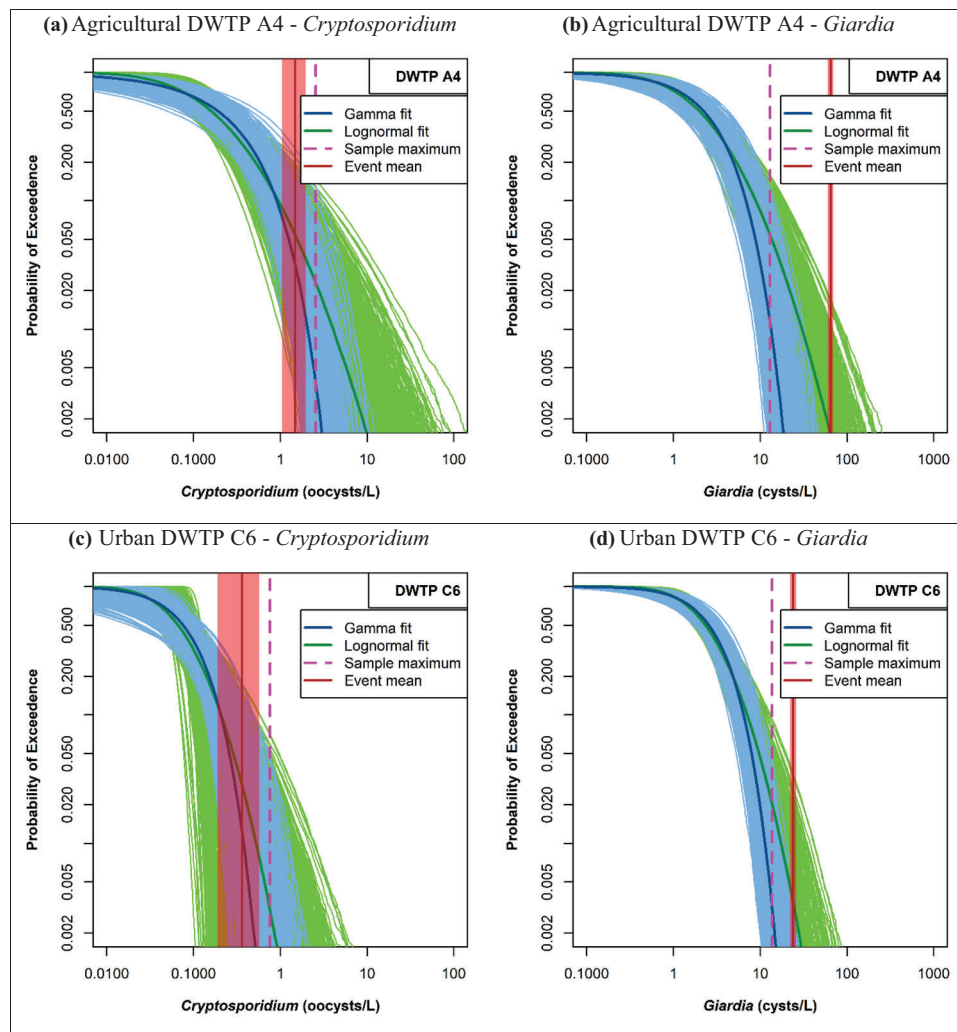 (a) Agricultural DWTP A4 - Cryptosporidium
DWTP A4
Gamma fit
Lognormal fit
Sample maximum
Event mean
Probability of Exceedence
0.500
0.200
0.050
0.020
0.005
0.002
0.0100 0.1000 1 10 100
Cryptosporidium (oocysts/L)
(b) Agricultural DWTP A4 - Giardia
DWTP A4
Gamma fit
Lognormal fit
Sample maximum
Event mean
Probability of Exceedence
0.500
0.200
0.050
0.020
0.005
0.002
0.1000 1 10 100 1000
Giardia (cysts/L)
(c) Urban DWTP C6 - Cryptosporidium
DWTP C6
Gamma fit
Lognormal fit
Sample maximum
Event mean
Probability of Exceedence
0.500
0.200
0.050
0.020
0.005
0.002
0.0100 0.1000 1 10 100
Cryptosporidium (oocysts/L)
(d) Urban DWTP C6 - Giardia
DWTP C6
Gamma fit
Lognormal fit
Sample maximum
Event mean
Probability of Exceedence
0.500
0.200
0.050
0.020
0.005
0.002
0.1000 1 10 100 1000
Giardia (cysts/L)